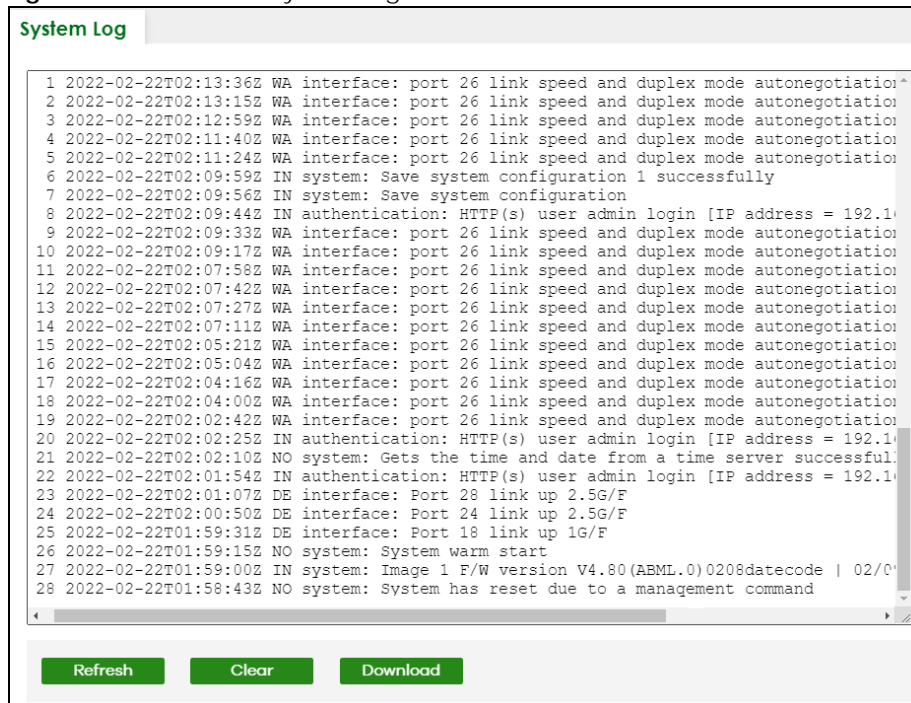 System Log
1 2022-02-22T02:13:36Z WA interface: port 26 link speed and duplex mode autonegotiation
2 2022-02-22T02:13:15Z WA interface: port 26 link speed and duplex mode autonegotiation
3 2022-02-22T02:12:59Z WA interface: port 26 link speed and duplex mode autonegotiation
4 2022-02-22T02:11:40Z WA interface: port 26 link speed and duplex mode autonegotiation
5 2022-02-22T02:11:24Z WA interface: port 26 link speed and duplex mode autonegotiation
6 2022-02-22T02:09:59Z IN system: Save system configuration 1 successfully
7 2022-02-22T02:09:56Z IN system: Save system configuration
8 2022-02-22T02:09:44Z IN authentication: HTTP(s) user admin login [IP address = 192.1
9 2022-02-22T02:09:33Z WA interface: port 26 link speed and duplex mode autonegotiation
10 2022-02-22T02:09:17Z WA interface: port 26 link speed and duplex mode autonegotiation
11 2022-02-22T02:07:58Z WA interface: port 26 link speed and duplex mode autonegotiation
12 2022-02-22T02:07:42Z WA interface: port 26 link speed and duplex mode autonegotiation
13 2022-02-22T02:07:27Z WA interface: port 26 link speed and duplex mode autonegotiation
14 2022-02-22T02:07:11Z WA interface: port 26 link speed and duplex mode autonegotiation
15 2022-02-22T02:05:21Z WA interface: port 26 link speed and duplex mode autonegotiation
16 2022-02-22T02:05:04Z WA interface: port 26 link speed and duplex mode autonegotiation
17 2022-02-22T02:04:16Z WA interface: port 26 link speed and duplex mode autonegotiation
18 2022-02-22T02:04:00Z WA interface: port 26 link speed and duplex mode autonegotiation
19 2022-02-22T02:02:42Z WA interface: port 26 link speed and duplex mode autonegotiation
20 2022-02-22T02:02:25Z IN authentication: HTTP(s) user admin login [IP address = 192.1
21 2022-02-22T02:02:10Z NO system: Gets the time and date from a time server successful
22 2022-02-22T02:01:54Z IN authentication: HTTP(s) user admin login [IP address = 192.1
23 2022-02-22T02:01:07Z DE interface: Port 28 link up 2.5G/F
24 2022-02-22T02:00:50Z DE interface: Port 24 link up 2.5G/F
25 2022-02-22T01:59:31Z DE interface: Port 18 link up 1G/F
26 2022-02-22T01:59:15Z NO system: System warm start
27 2022-02-22T01:59:00Z IN system: Image 1 F/W version V4.80(ABML.0)0208datecode | 02/0
28 2022-02-22T01:58:43Z NO system: System has reset due to a management command
Refresh Clear Download